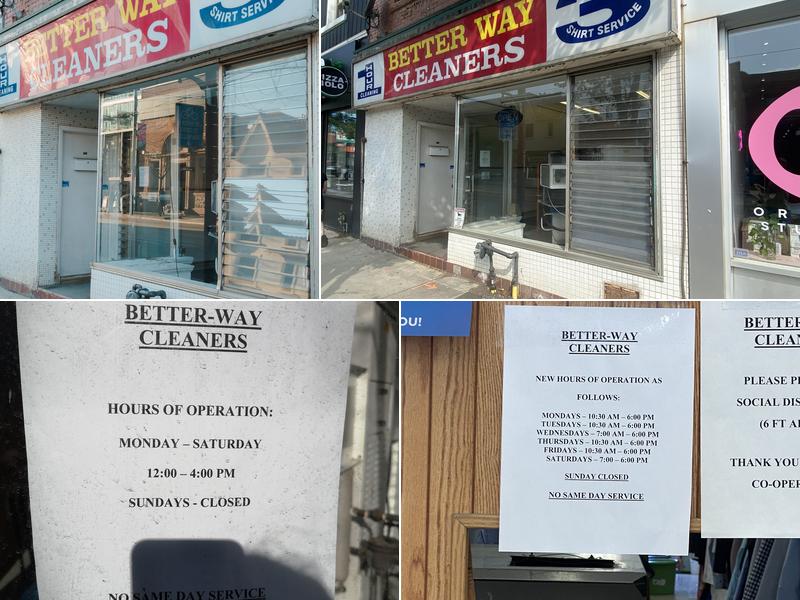 BETTER WAY
CLEANERS
SHIRT SERVICE
HOUR
CLEANING
BETTER WAY
CLEANERS
SHIRT SERVICE
HOUR
CLEANING
BETTER-WAY
CLEANERS
HOURS OF OPERATION:
MONDAY – SATURDAY
12:00 – 4:00 PM
SUNDAYS - CLOSED
NO SAME DAY SERVICE
OU!
BETTER-WAY
CLEANERS
NEW HOURS OF OPERATION AS
FOLLOWS:
MONDAYS – 10:30 AM – 6:00 PM
TUESDAYS – 10:30 AM – 6:00 PM
WEDNESDAYS – 7:00 AM – 6:00 PM
THURSDAYS – 10:30 AM – 6:00 PM
FRIDAYS – 10:30 AM – 6:00 PM
SATURDAYS – 7:00 – 6:00 PM
SUNDAY CLOSED
NO SAME DAY SERVICE
BETTER
CLEAN
PLEASE
SOCIAL DIS
(6 FT
THANK YOU
CO-OPER